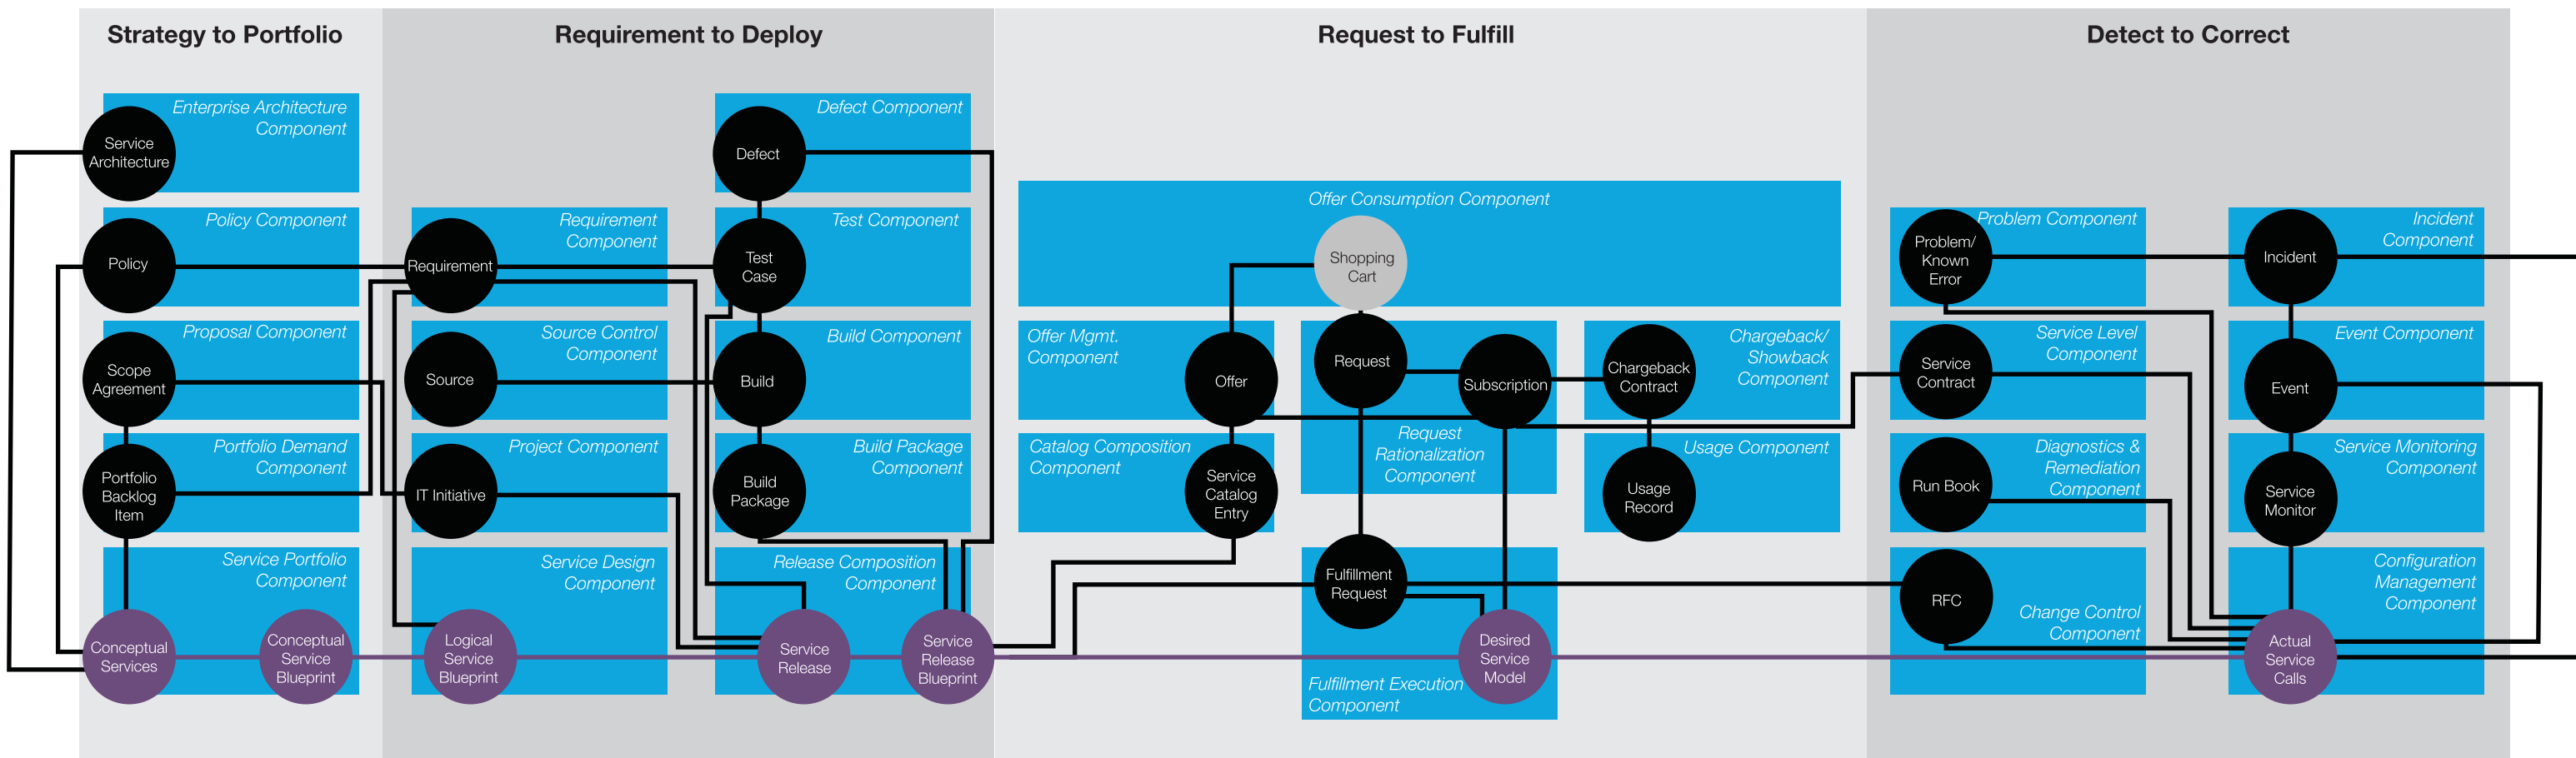 Strategy to Portfolio
Requirement to Deploy
Request to Fulfill
Detect to Correct
Enterprise Architecture
Component
Service
Architecture
Policy Component
Policy
Proposal Component
Scope
Agreement
Portfolio Demand
Component
Portfolio
Backlog
Item
Service Portfolio
Component
Conceptual
Services
Conceptual
Service
Blueprint
Requirement
Component
Requirement
Source Control
Component
Source
Project Component
IT Initiative
Service Design
Component
Logical
Service
Blueprint
Defect Component
Defect
Test Component
Test
Case
Build Component
Build
Build Package
Component
Build
Package
Release Composition
Component
Service
Release
Service
Release
Blueprint
Offer Consumption Component
Shopping
Cart
Offer Mgmt.
Component
Offer
Catalog Composition
Component
Service
Catalog
Entry
Request
Subscription
Request
Rationalization
Component
Chargeback/
Showback
Component
Chargeback
Contract
Usage Component
Usage
Record
Fulfillment
Request
Desired
Service
Model
Fulfillment Execution
Component
Problem Component
Problem/
Known
Error
Service Level
Component
Service
Contract
Diagnostics &
Remediation
Component
Run Book
RFC
Change Control
Component
Incident
Component
Incident
Event Component
Event
Service Monitoring
Component
Service
Monitor
Configuration
Management
Component
Actual
Service
Calls